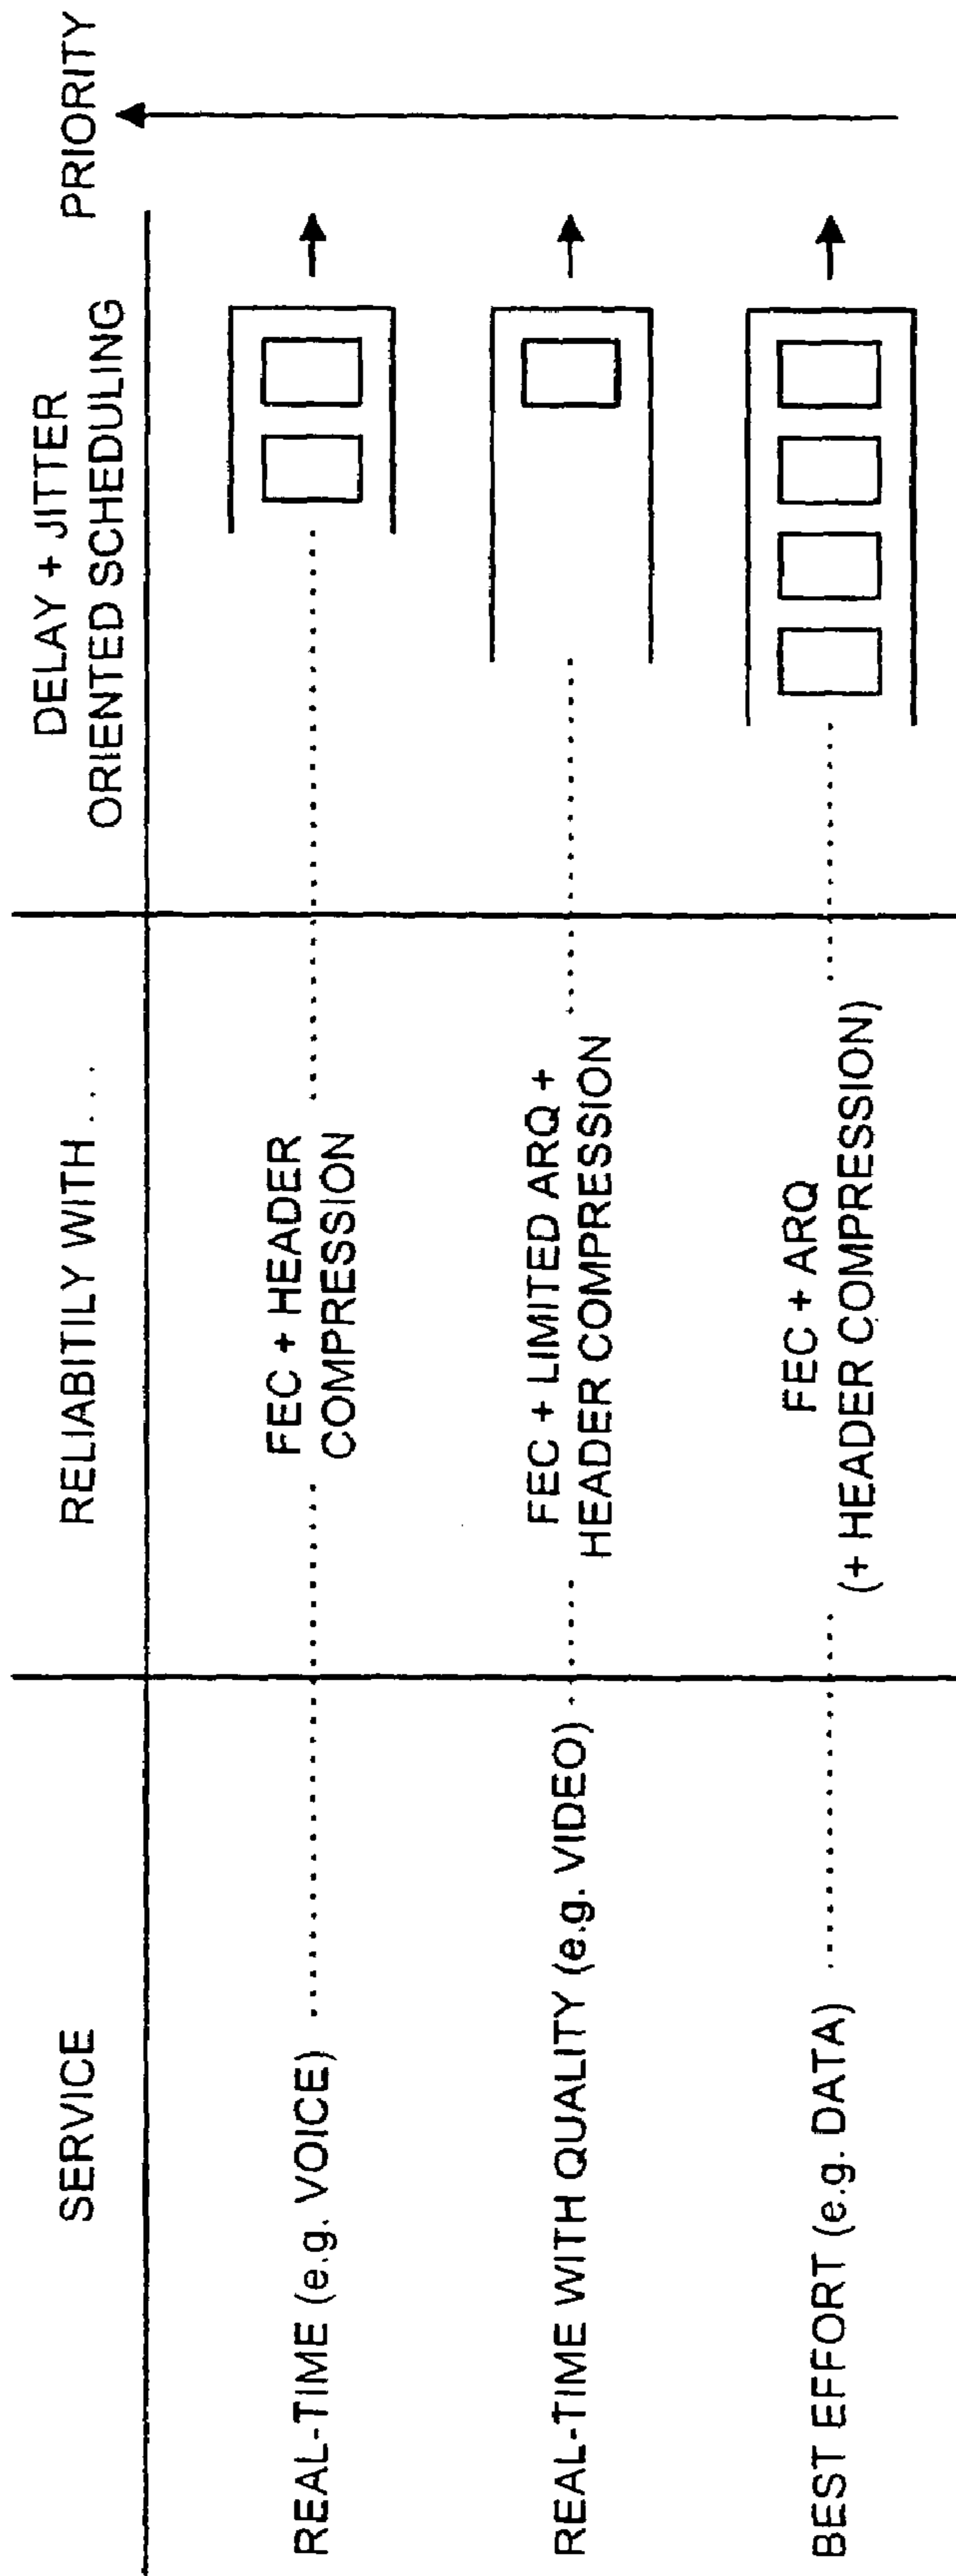 SERVICE
RELIABITILY WITH...
DELAY + JITTER
ORIENTED SCHEDULING
PRIORITY
REAL-TIME (e.g. VOICE)
FEC + HEADER
COMPRESSION
REAL-TIME WITH QUALITY (e.g. VIDEO)
FEC + LIMITED ARQ +
HEADER COMPRESSION
BEST EFFORT (e.g. DATA)
FEC + ARQ
(+ HEADER COMPRESSION)